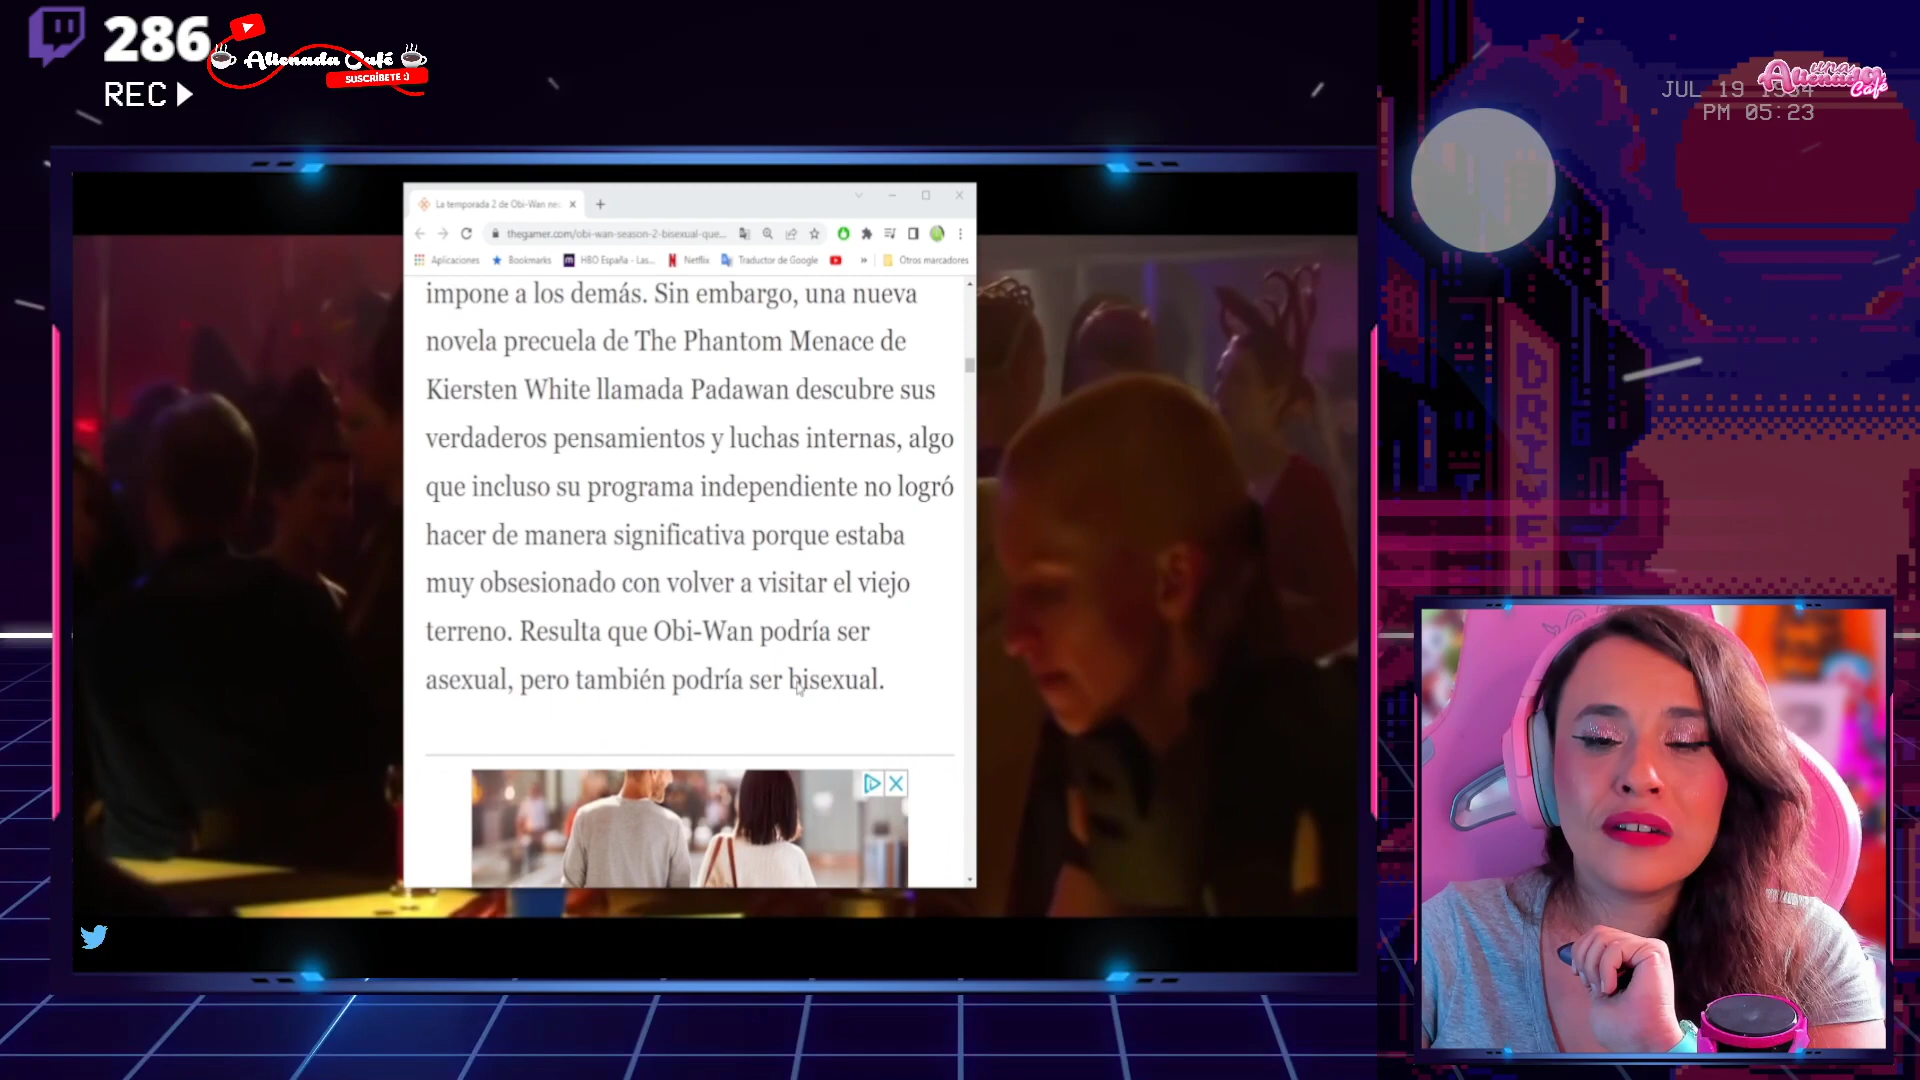 286
REC
Alienada Café
SUSCRÍBETE :)
una
Alienada
Café
JUL 19
PM 05:23
La temporada 2 de Obi-Wan ne
thegamer.com/obi-wan-season-2-bisexual-que...
Aplicaciones
Bookmarks
HBO España - Las...
Netflix
Traductor de Google
»
Otros marcadores
impone a los demás. Sin embargo, una nueva
novela precuela de The Phantom Menace de
Kiersten White llamada Padawan descubre sus
verdaderos pensamientos y luchas internas, algo
que incluso su programa independiente no logró
hacer de manera significativa porque estaba
muy obsesionado con volver a visitar el viejo
terreno. Resulta que Obi-Wan podría ser
asexual, pero también podría ser bisexual.
DRIVE